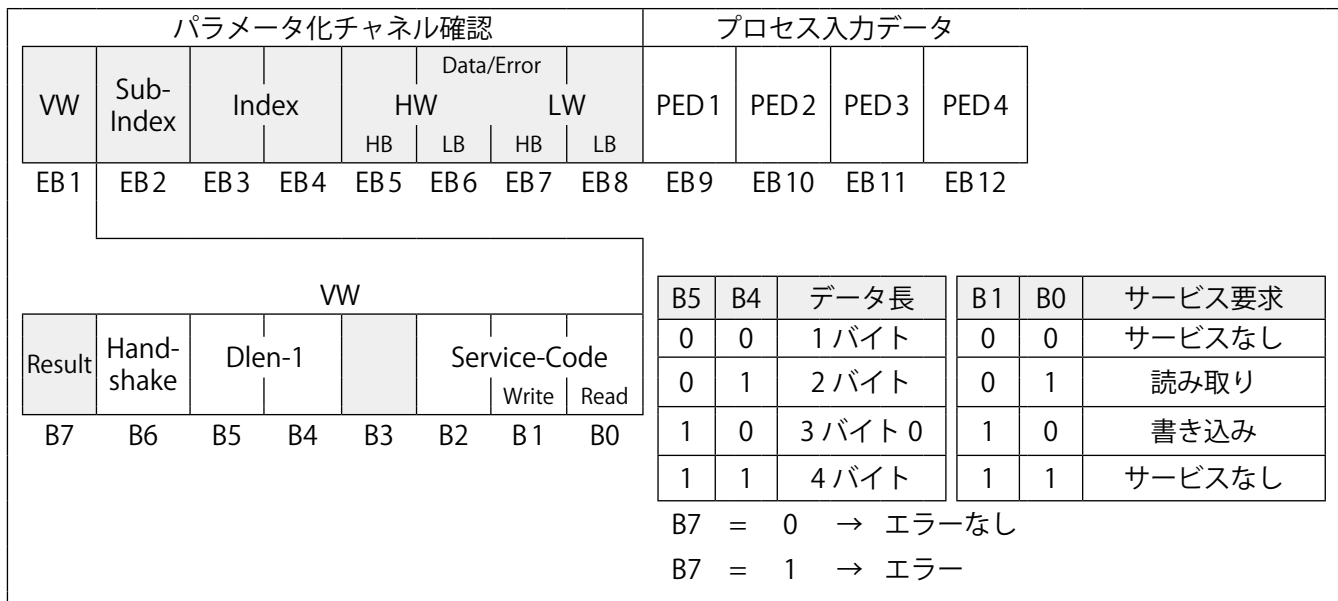 パラメータ化チャネル確認 プロセス入力データ
VW Sub-Index Index Data/Error PED1 PED2 PED3 PED4
HW LW
HB LB HB LB
EB1 EB2 EB3 EB4 EB5 EB6 EB7 EB8 EB9 EB10 EB11 EB12
VW
Result Hand-shake Dlen-1 Service-Code
Write Read
B7 B6 B5 B4 B3 B2 B1 B0
B5 B4 データ長
0 0 1 バイト
0 1 2 バイト
1 0 3 バイト 0
1 1 4 バイト
B1 B0 サービス要求
0 0 サービスなし
0 1 読み取り
1 0 書き込み
1 1 サービスなし
B7 = 0 → エラーなし
B7 = 1 → エラー